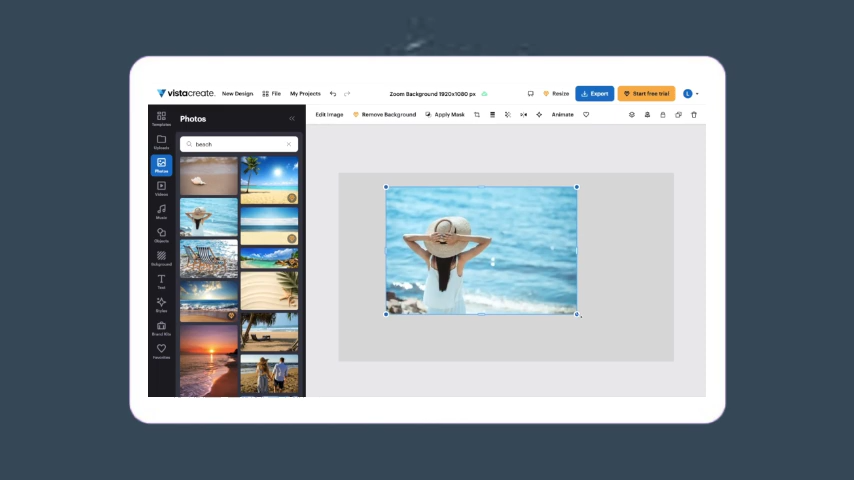 vistacreate.
New Design
File
My Projects
Zoom Background 1920x1080 px
Resize
Export
Start free trial
L
Templates
Uploads
Photos
Videos
Music
Objects
Background
Text
Styles
Brand Kits
Favorites
Photos
beach
Edit Image
Remove Background
Apply Mask
Animate